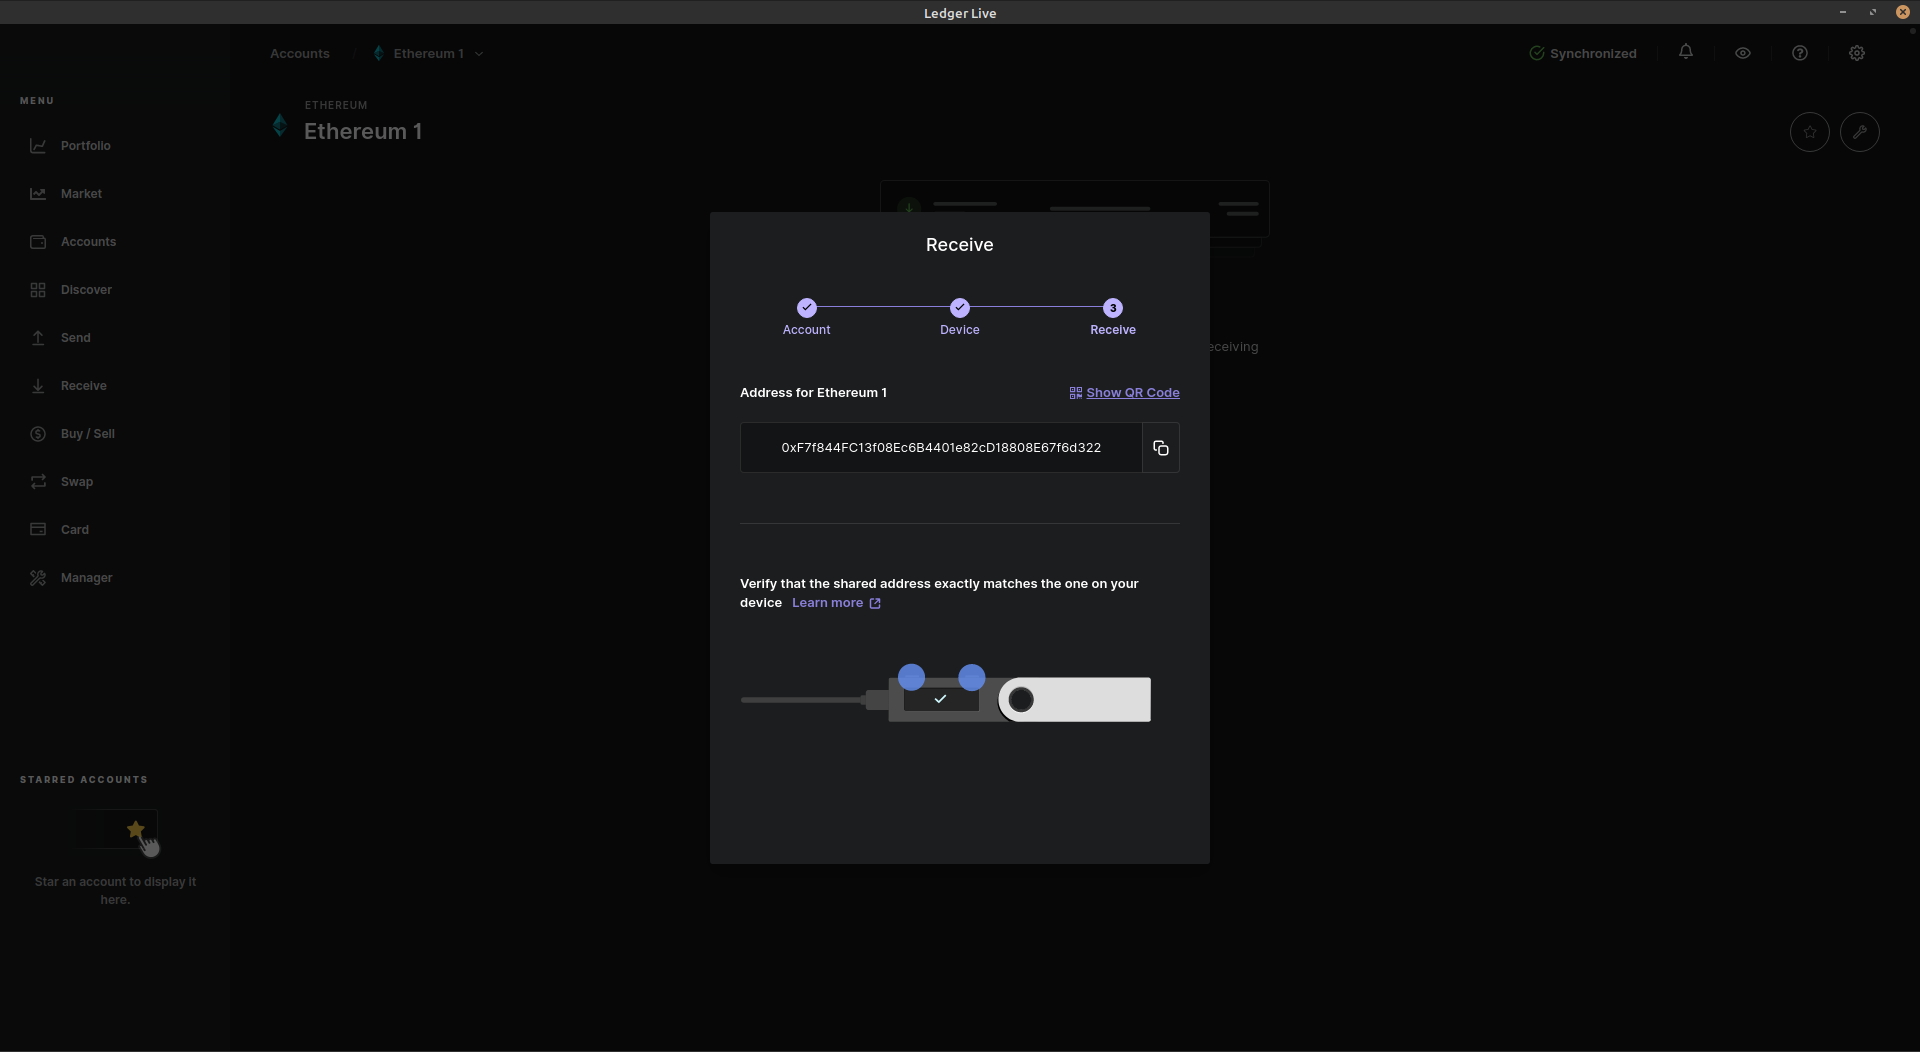 Ledger Live
Accounts / Ethereum 1
Synchronized
MENU
Portfolio
Market
Accounts
Discover
Send
Receive
Buy / Sell
Swap
Card
Manager
STARRED ACCOUNTS
Star an account to display it
here.
ETHEREUM
Ethereum 1
eceiving
Receive
Account
Device
3
Receive
Address for Ethereum 1
Show QR Code
0xF7f844FC13f08Ec6B4401e82cD18808E67f6d322
Verify that the shared address exactly matches the one on your
device Learn more